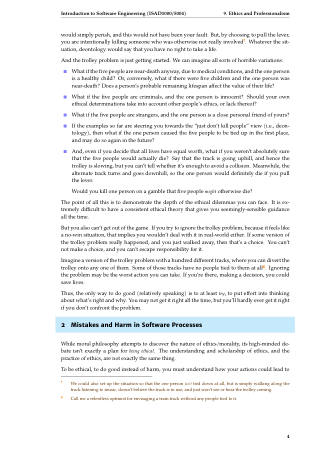 Introduction to Software Engineering (ISAD1000/5004) 9. Ethics and Professionalism
would simply perish, and this would not have been your fault. But, by choosing to pull the lever,
you are intentionally killing someone who was otherwise not really involved⁷. Whatever the sit-
uation, deontology would say that you have no right to take a life.
And the trolley problem is just getting started. We can imagine all sorts of horrible variations:
What if the five people are near-death anyway, due to medical conditions, and the one person
is a healthy child? Or, conversely, what if there were five children and the one person was
near-death? Does a person's probable remaining lifespan affect the value of their life?
What if the five people are criminals, and the one person is innocent? Should your own
ethical determinations take into account other people's ethics, or lack thereof?
What if the five people are strangers, and the one person is a close personal friend of yours?
If the examples so far are steering you towards the "just don't kill people" view (i.e., deon-
tology), then what if the one person caused the five people to be tied up in the first place,
and may do so again in the future?
And, even if you decide that all lives have equal worth, what if you weren't absolutely sure
that the five people would actually die? Say that the track is going uphill, and hence the
trolley is slowing, but you can't tell whether it's enough to avoid a collision. Meanwhile, the
alternate track turns and goes downhill, so the one person would definitely die if you pull
the lever.
Would you kill one person on a gamble that five people might otherwise die?
The point of all this is to demonstrate the depth of the ethical dilemmas you can face. It is ex-
tremely difficult to have a consistent ethical theory that gives you seemingly-sensible guidance
all the time.
But you also can't get out of the game. If you try to ignore the trolley problem, because it feels like
a no-win situation, that implies you wouldn't deal with it in real-world either. If some version of
the trolley problem really happened, and you just walked away, then that's a choice. You can't
not make a choice, and you can't escape responsibility for it.
Imagine a version of the trolley problem with a hundred different tracks, where you can divert the
trolley onto any one of them. Some of those tracks have no people tied to them at all⁸. Ignoring
the problem may be the worst action you can take. If you're there, making a decision, you could
save lives.
Thus, the only way to do good (relatively speaking) is to at least try, to put effort into thinking
about what's right and why. You may not get it right all the time, but you'll hardly ever get it right
if you don't confront the problem.
2 Mistakes and Harm in Software Processes
While moral philosophy attempts to discover the nature of ethics/morality, its high-minded de-
bate isn't exactly a plan for being ethical. The understanding and scholarship of ethics, and the
practice of ethics, are not exactly the same thing.
To be ethical, to do good instead of harm, you must understand how your actions could lead to
⁷ We could also set up the situation so that the one person isn't tied down at all, but is simply walking along the
track listening to music, doesn't believe the track is in use, and just won't see or hear the trolley coming.
⁸ Call me a relentless optimist for envisaging a tram track without any people tied to it.
4